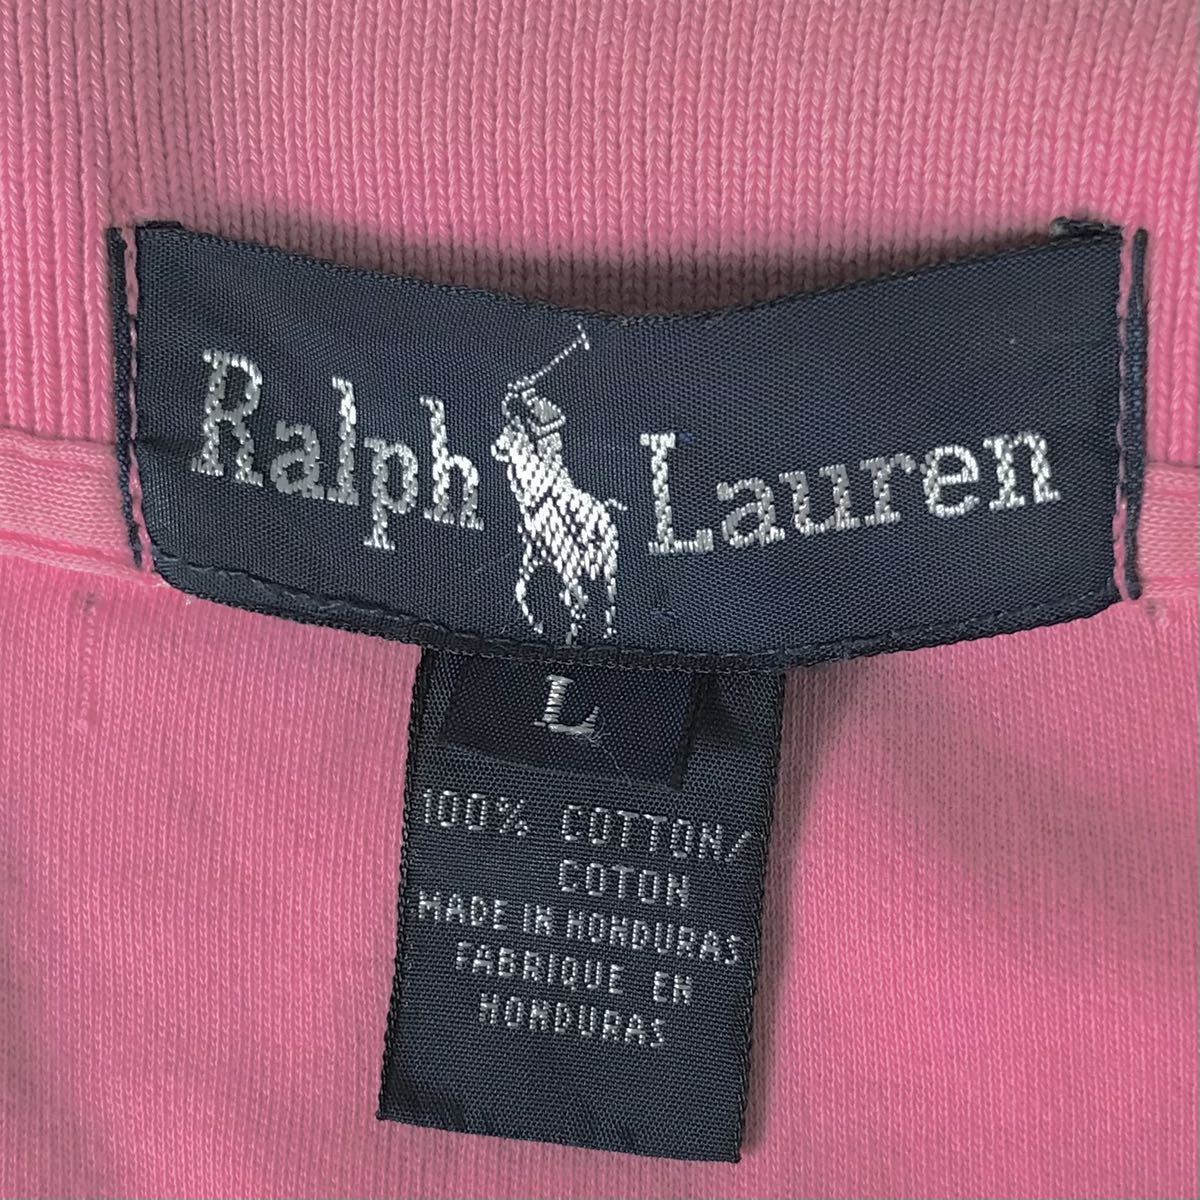 Ralph Lauren
L
100% COTTON/
COTON
MADE IN HONDURAS
FABRIQUE EN
HONDURAS